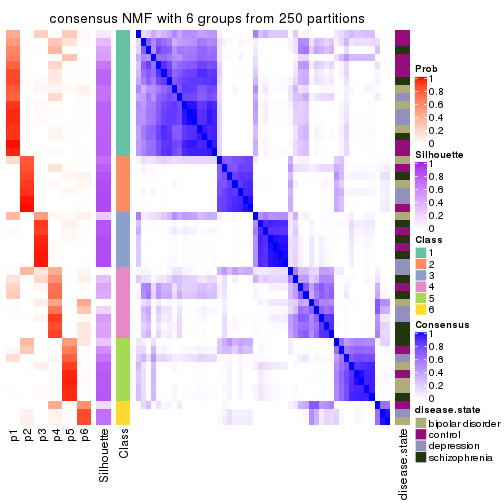 consensus NMF with 6 groups from 250 partitions
Prob
1
0.8
0.6
0.4
0.2
0
Silhouette
1
0.8
0.6
0.4
0.2
0
Class
1
2
3
4
5
6
Consensus
1
0.8
0.6
0.4
0.2
0
disease.state
bipolar disorder
control
depression
schizophrenia
p1
p2
p3
p4
p5
p6
Silhouette
Class
disease.state